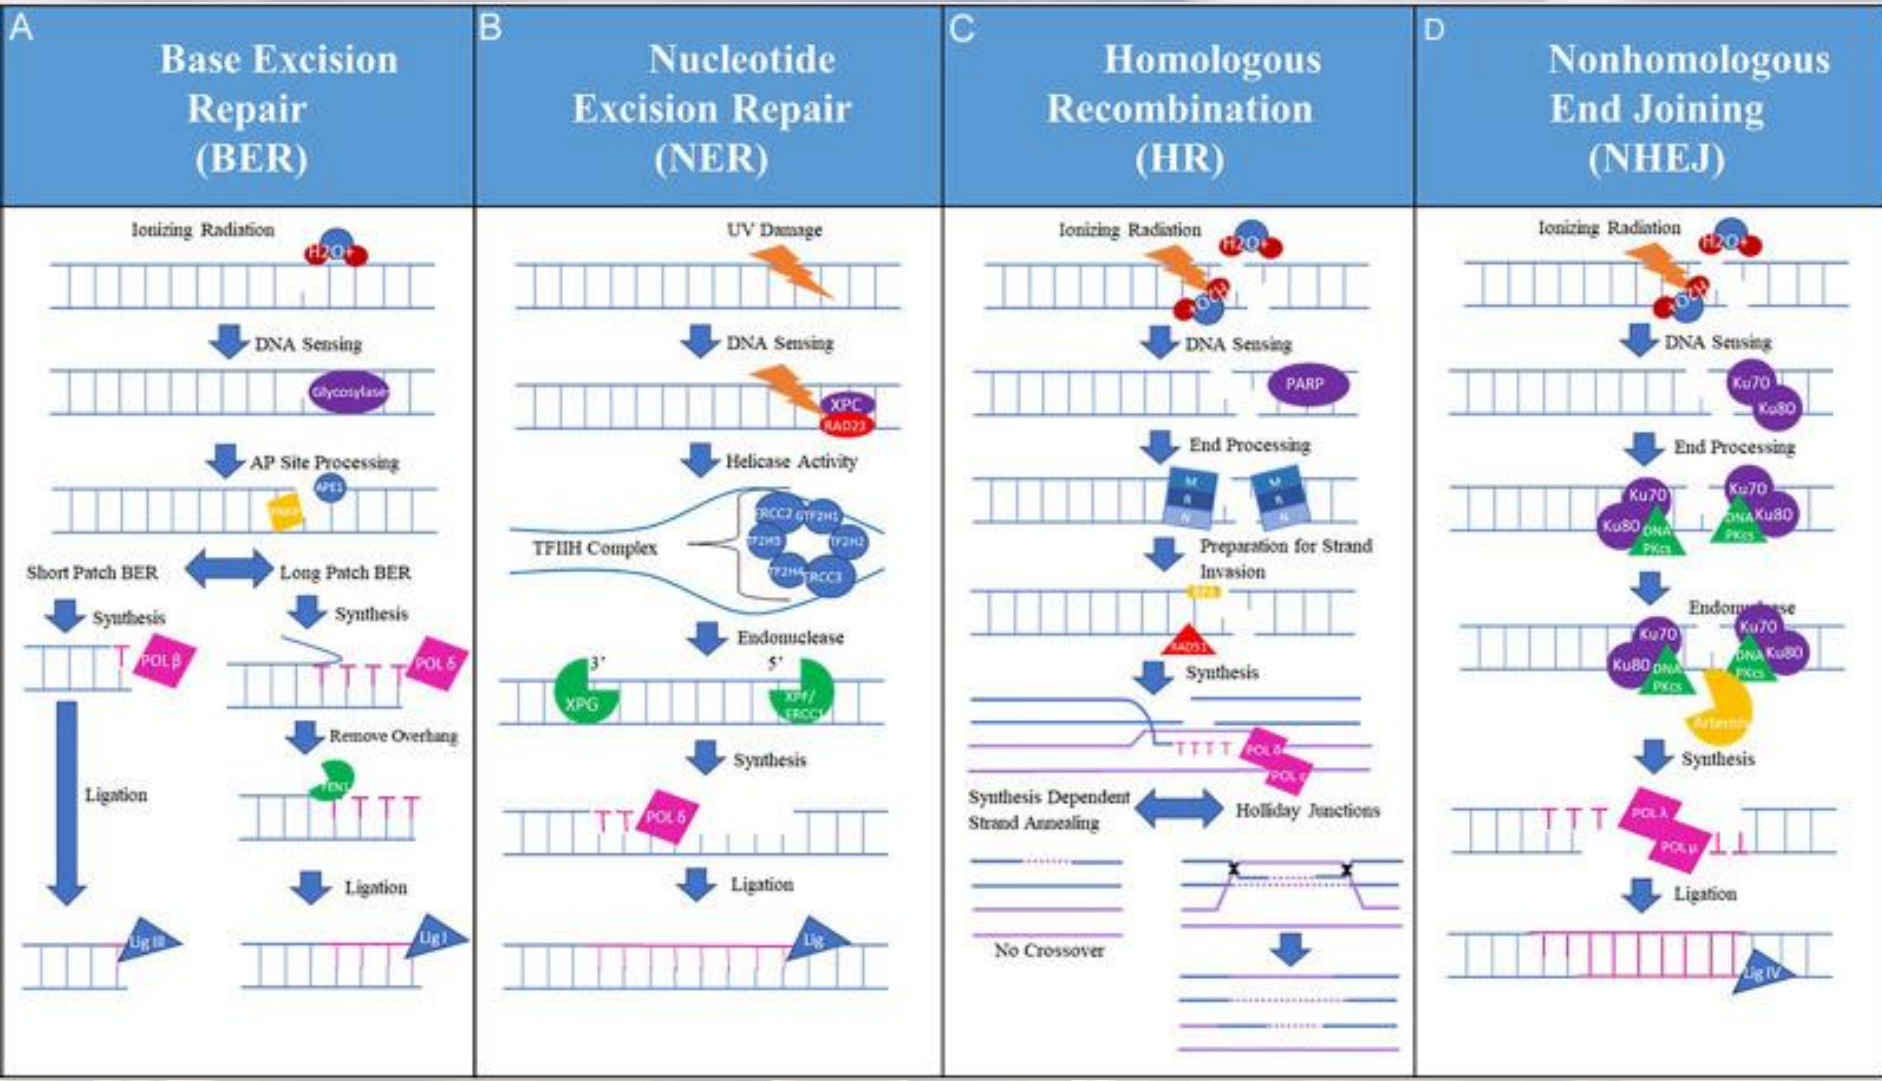 A
Base Excision
Repair
(BER)
Ionizing Radiation
H2O+
DNA Sensing
Glycosylase
AP Site Processing
APE1
PNKP
Short Patch BER
Long Patch BER
Synthesis
Synthesis
POL β
POL δ
Remove Overhang
FEN1
Ligation
Ligation
Lig III
Lig I
B
Nucleotide
Excision Repair
(NER)
UV Damage
DNA Sensing
XPC
RAD23
Helicase Activity
ERCC2
GTF2H1
TF2H3
TF2H2
TFIIH Complex
TF2H4
ERCC3
Endonuclease
3'
5'
XPG
XPF/
ERCC1
Synthesis
POL δ
Ligation
Lig
C
Homologous
Recombination
(HR)
Ionizing Radiation
H2O+
DNA Sensing
PARP
End Processing
M
R
N
M
R
N
Preparation for Strand
Invasion
RAD51
Synthesis
POL δ
POL ε
Synthesis Dependent
Strand Annealing
Holliday Junctions
No Crossover
D
Nonhomologous
End Joining
(NHEJ)
Ionizing Radiation
H2O+
DNA Sensing
Ku70
Ku80
End Processing
Ku70
Ku80
DNA
PKcs
Ku70
Ku80
DNA
PKcs
Endonuclease
Ku70
Ku80
DNA
PKcs
Ku70
Ku80
DNA
PKcs
Artemis
Synthesis
POL λ
POL μ
Ligation
Lig IV